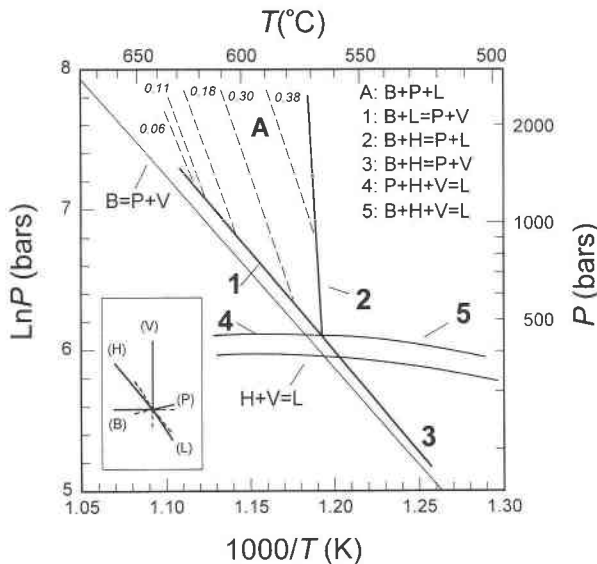 T(°C)
650 600 550 500
8
7
6
5
LnP (bars)
2000
1000
500
P (bars)
0.11
0.18
0.30
0.38
0.06
A
A: B+P+L
1: B+L=P+V
2: B+H=P+L
3: B+H=P+V
4: P+H+V=L
5: B+H+V=L
B=P+V
1
2
4
5
H+V=L
3
(V)
(H)
(P)
(B)
(L)
1.05 1.10 1.15 1.20 1.25 1.30
1000/T (K)